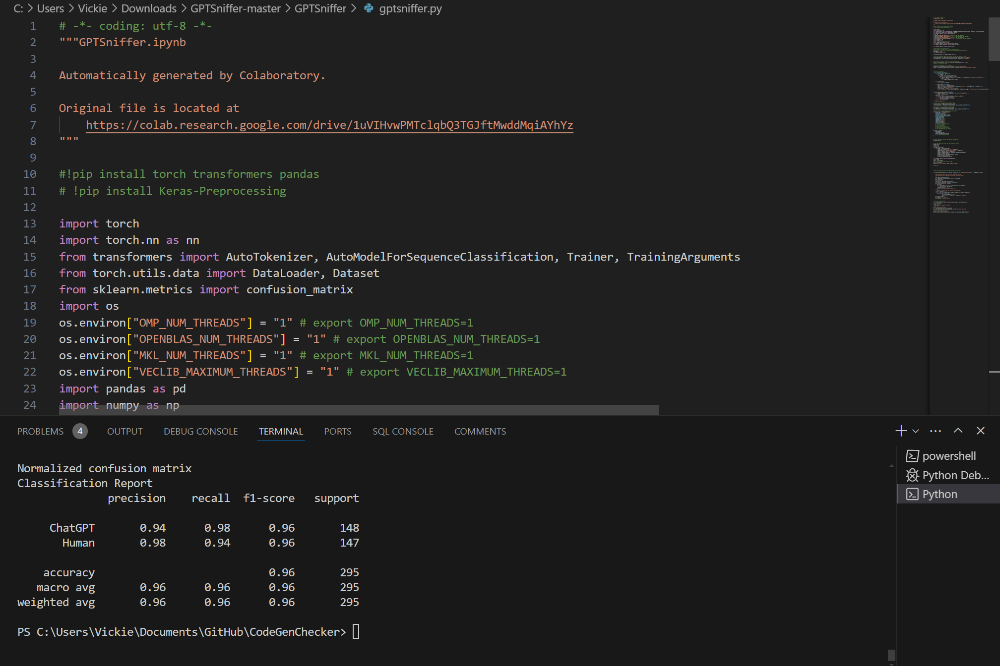 C: > Users > Vickie > Downloads > GPTSniffer-master > GPTSniffer > gptsniffer.py
1 # -*- coding: utf-8 -*-
2 """GPTSniffer.ipynb
3
4 Automatically generated by Colaboratory.
5
6 Original file is located at
7     https://colab.research.google.com/drive/1uVIHvwPMTclqbQ3TGJftMwddMqiAYhYz
8 """
9
10 #!pip install torch transformers pandas
11 # !pip install Keras-Preprocessing
12
13 import torch
14 import torch.nn as nn
15 from transformers import AutoTokenizer, AutoModelForSequenceClassification, Trainer, TrainingArguments
16 from torch.utils.data import DataLoader, Dataset
17 from sklearn.metrics import confusion_matrix
18 import os
19 os.environ["OMP_NUM_THREADS"] = "1" # export OMP_NUM_THREADS=1
20 os.environ["OPENBLAS_NUM_THREADS"] = "1" # export OPENBLAS_NUM_THREADS=1
21 os.environ["MKL_NUM_THREADS"] = "1" # export MKL_NUM_THREADS=1
22 os.environ["VECLIB_MAXIMUM_THREADS"] = "1" # export VECLIB_MAXIMUM_THREADS=1
23 import pandas as pd
24 import numpy as np
PROBLEMS 4 OUTPUT DEBUG CONSOLE TERMINAL PORTS SQL CONSOLE COMMENTS
Normalized confusion matrix
Classification Report
              precision    recall  f1-score   support

     ChatGPT       0.94      0.98      0.96       148
       Human       0.98      0.94      0.96       147

    accuracy                           0.96       295
   macro avg       0.96      0.96      0.96       295
weighted avg       0.96      0.96      0.96       295

PS C:\Users\Vickie\Documents\GitHub\CodeGenChecker>
powershell
Python Deb...
Python